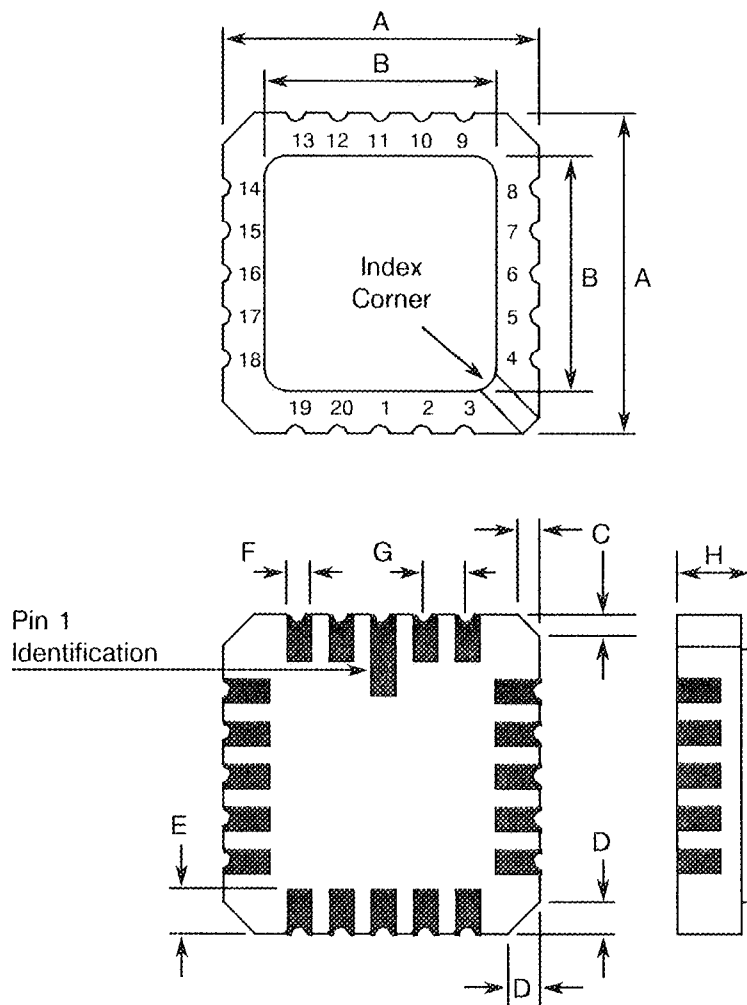 A
B
13 12 11 10 9
14 8
15 7
16 6
17 5
18 4
Index
Corner
B A
19 20 1 2 3
C
F G H
Pin 1
Identification
E
D
D